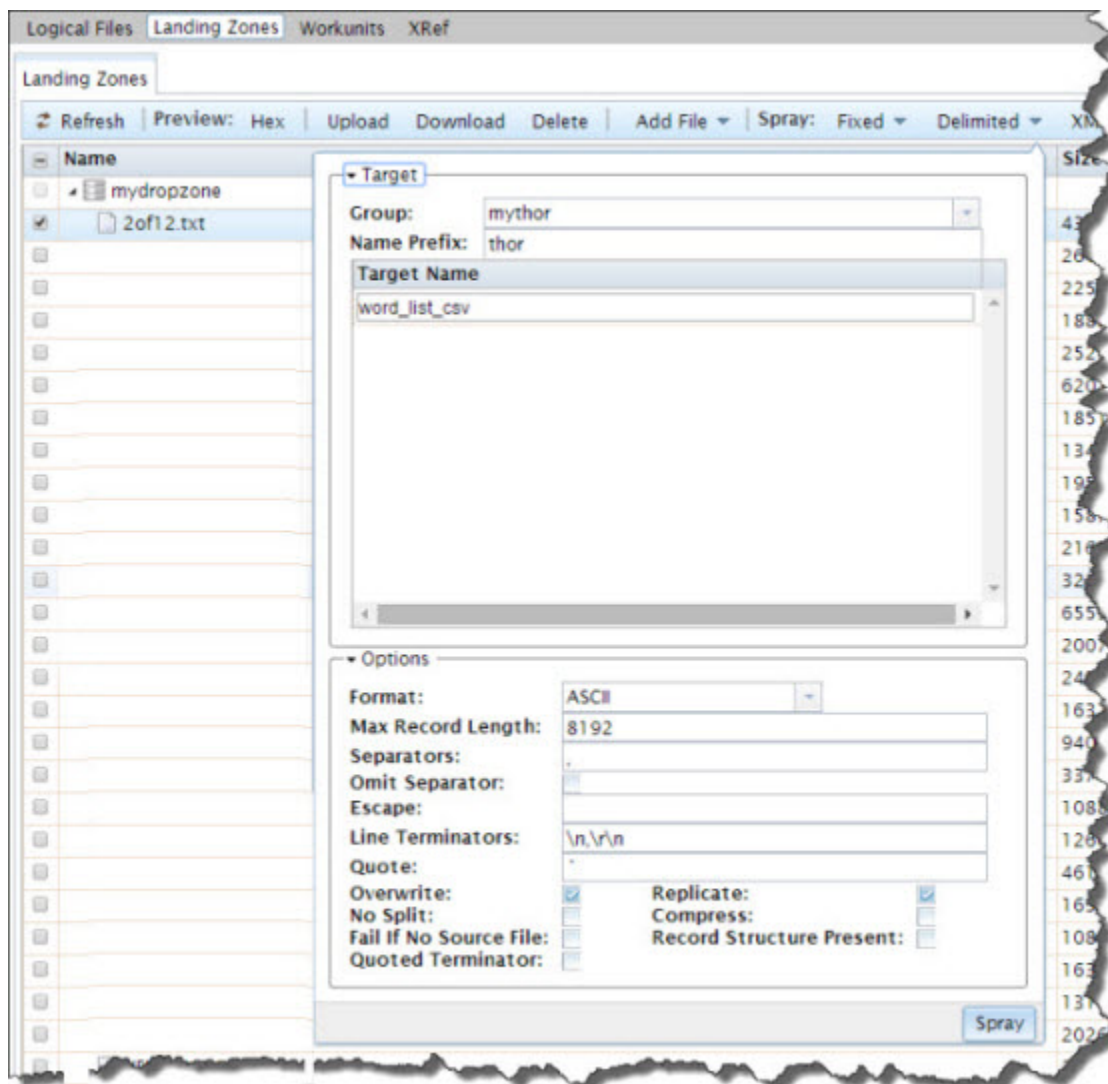 Logical Files Landing Zones Workunits XRef
Landing Zones
Refresh Preview: Hex Upload Download Delete Add File Spray: Fixed Delimited
Name
mydropzone
2of12.txt
Target
Group: mythor
Name Prefix: thor
Target Name
word_list_csv
Options
Format: ASCII
Max Record Length: 8192
Separators: ,
Omit Separator:
Escape:
Line Terminators: \n,\r\n
Quote: '
Overwrite: Replicate:
No Split: Compress:
Fail If No Source File: Record Structure Present:
Quoted Terminator:
Spray